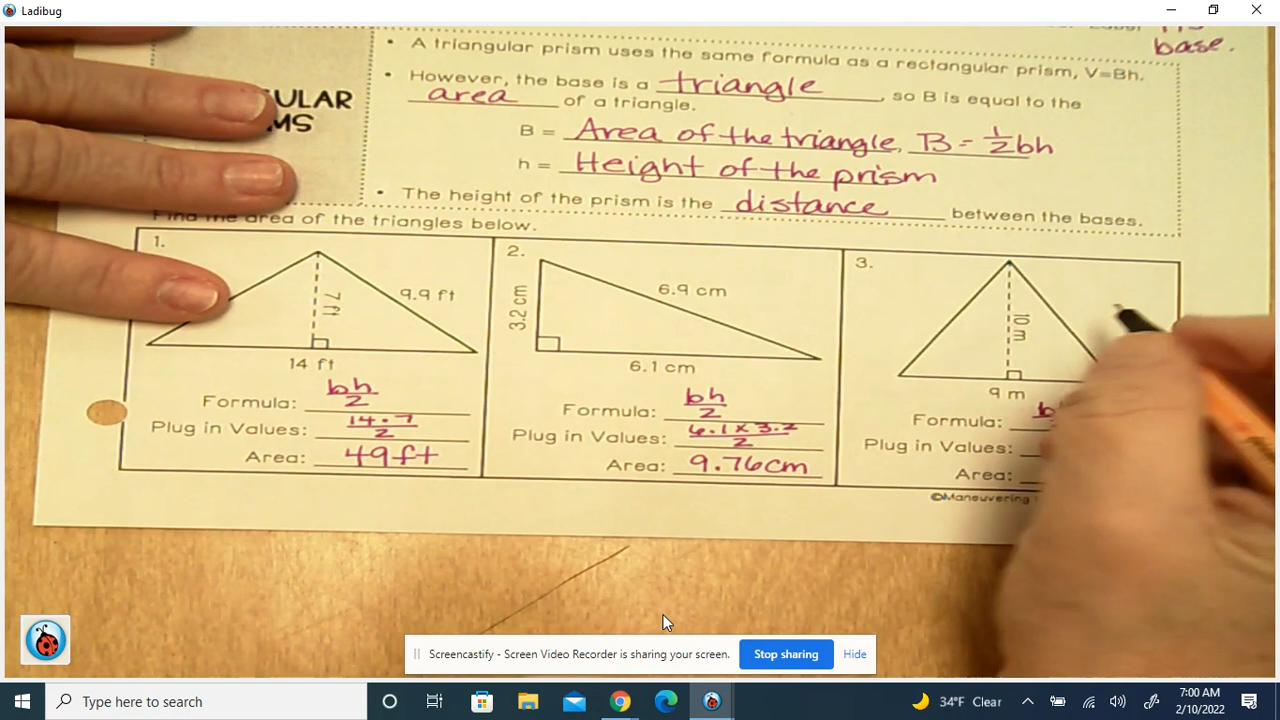 Ladibug
base.
A triangular prism uses the same formula as a rectangular prism, V=Bh.
However, the base is a triangle, so B is equal to the
area of a triangle.
ULAR
MS
B = Area of the triangle, B = 1/2bh
h = Height of the prism
The height of the prism is the distance between the bases.
Find the area of the triangles below.
1.
7 ft
9.9 ft
14 ft
Formula: bh/2
Plug in Values: 14·7/2
Area: 49ft
2.
3.2 cm
6.9 cm
6.1 cm
Formula: bh/2
Plug in Values: 6.1 x 3.2/2
Area: 9.76cm
3.
10 m
9 m
Formula: b
Plug in Values:
Area:
©Maneuvering
Screencastify - Screen Video Recorder is sharing your screen.
Stop sharing
Hide
Type here to search
34°F Clear
7:00 AM
2/10/2022